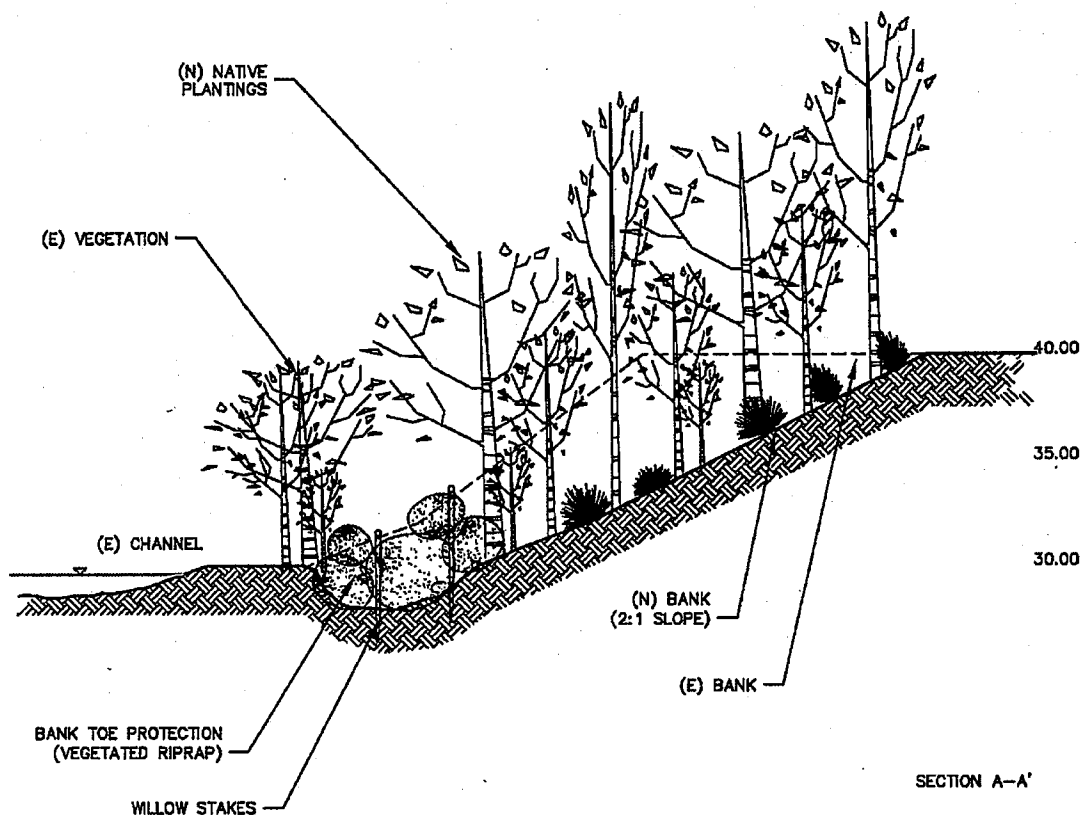 (N) NATIVE
PLANTINGS
(E) VEGETATION
40.00
35.00
(E) CHANNEL
30.00
(N) BANK
(2:1 SLOPE)
(E) BANK
BANK TOE PROTECTION
(VEGETATED RIPRAP)
WILLOW STAKES
SECTION A-A'